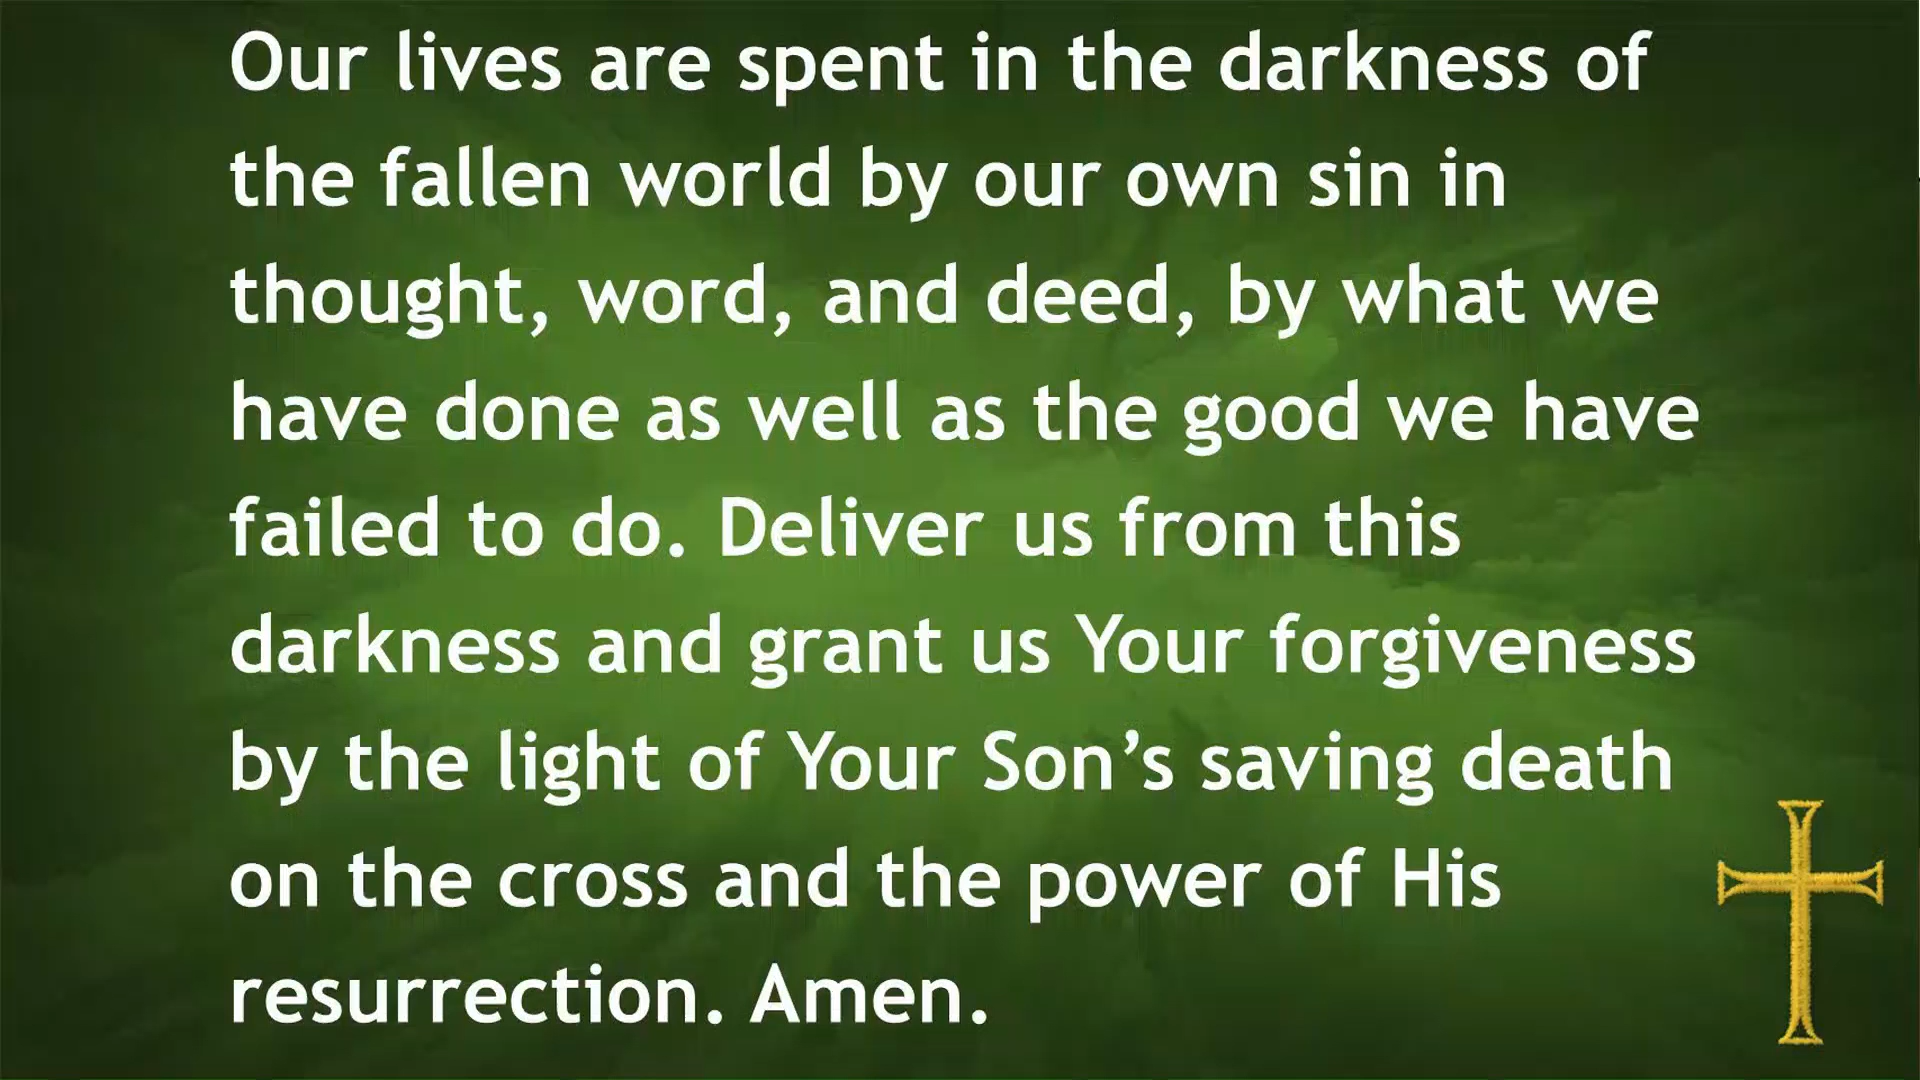 Our lives are spent in the darkness of
the fallen world by our own sin in
thought, word, and deed, by what we
have done as well as the good we have
failed to do. Deliver us from this
darkness and grant us Your forgiveness
by the light of Your Son’s saving death
on the cross and the power of His
resurrection. Amen.